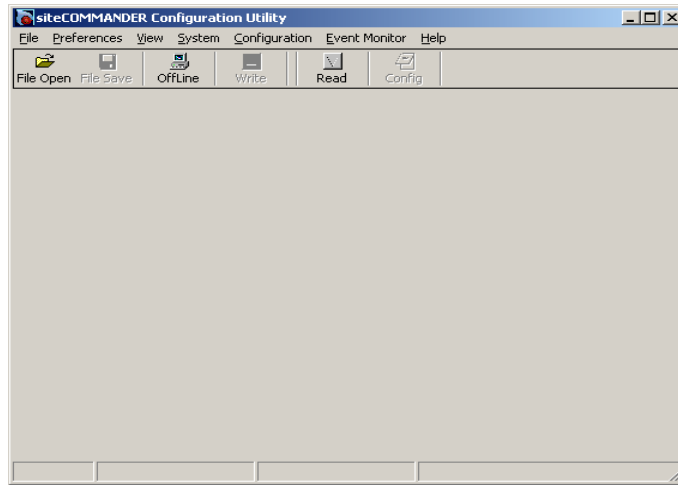 siteCOMMANDER Configuration Utility
File Preferences View System Configuration Event Monitor Help
File Open File Save OffLine Write Read Config